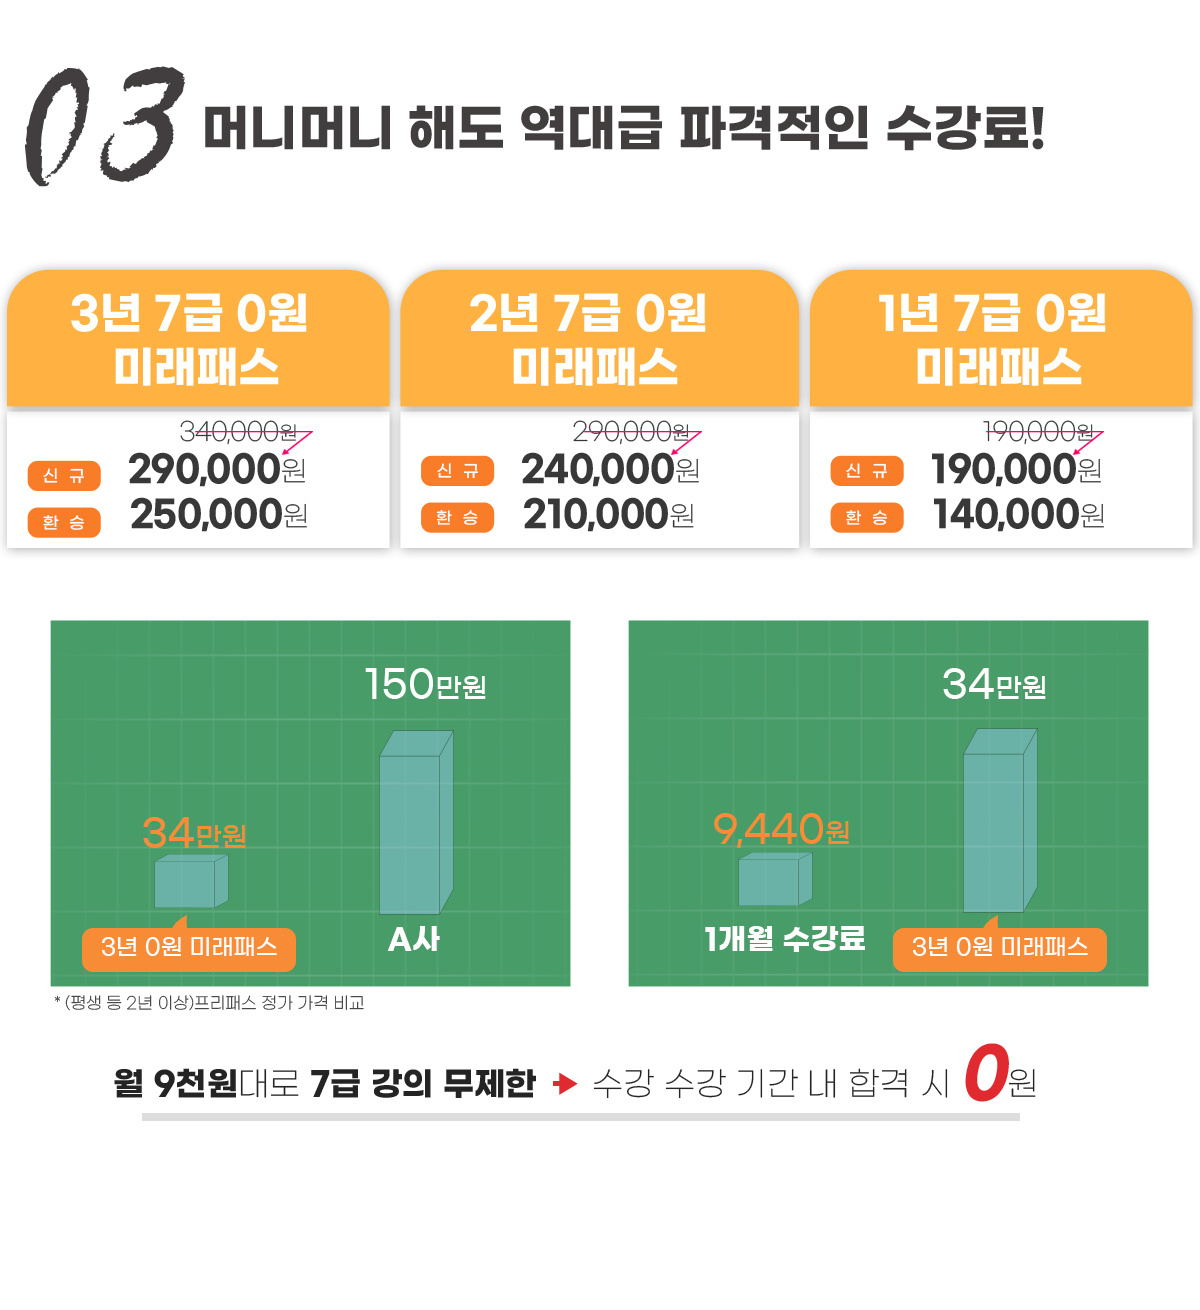 03 머니머니 해도 역대급 파격적인 수강료!
3년 7급 0원
미래패스
340,000원
신 규 290,000원
환 승 250,000원
2년 7급 0원
미래패스
290,000원
신 규 240,000원
환 승 210,000원
1년 7급 0원
미래패스
190,000원
신 규 190,000원
환 승 140,000원
150만원
34만원
3년 0원 미래패스
A사
34만원
9,440원
1개월 수강료
3년 0원 미래패스
* (평생 등 2년 이상)프리패스 정가 가격 비교
월 9천원대로 7급 강의 무제한 수강 수강 기간 내 합격 시 0원